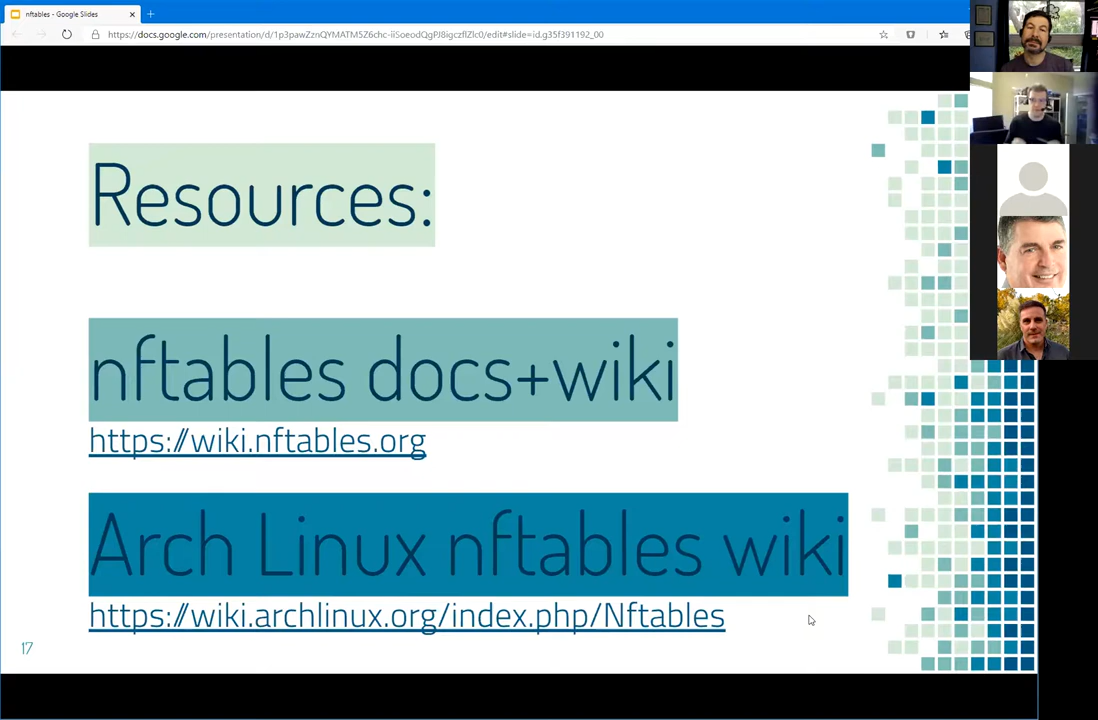 nftables - Google Slides
https://docs.google.com/presentation/d/1p3pawZznQYMATM5Z6chc-iiSoeodQgPJ8igczflZlc0/edit#slide=id.g35f391192_00
Resources:
nftables docs+wiki
https://wiki.nftables.org
Arch Linux nftables wiki
https://wiki.archlinux.org/index.php/Nftables
17